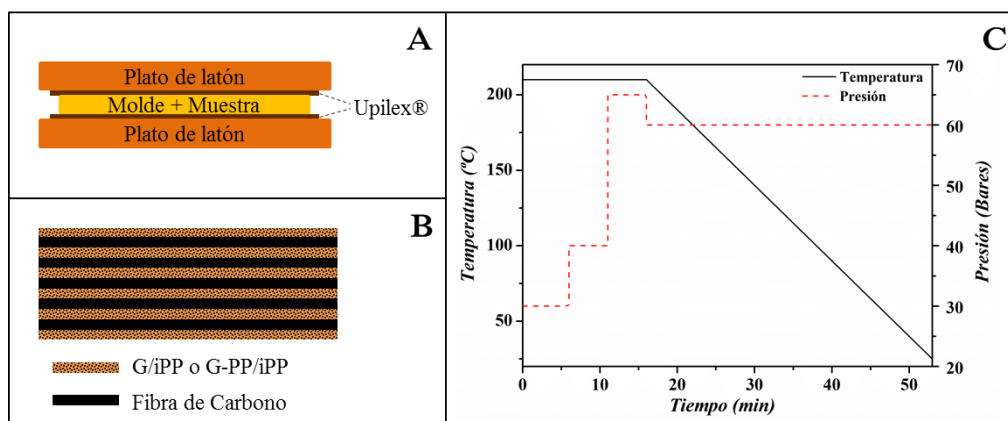 A
Plato de latón
Molde + Muestra
Upilex®
Plato de latón
B
G/iPP o G-PP/iPP
Fibra de Carbono
C
Temperatura
Presión
200
150
100
50
Temperatura (ºC)
70
60
50
40
30
20
Presión (Bares)
0
10
20
30
40
50
Tiempo (min)